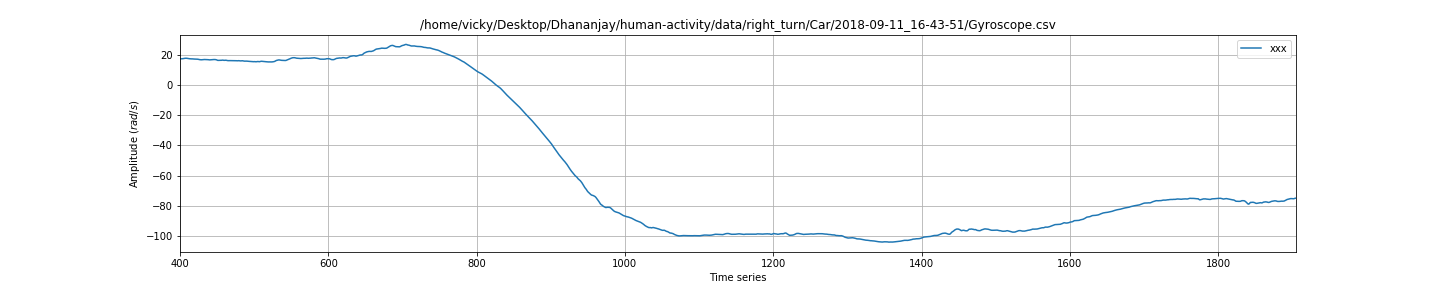 /home/vicky/Desktop/Dhananjay/human-activity/data/right_turn/Car/2018-09-11_16-43-51/Gyroscope.csv
xxx
Amplitude (rad/s)
20
0
−20
−40
−60
−80
−100
400 600 800 1000 1200 1400 1600 1800
Time series